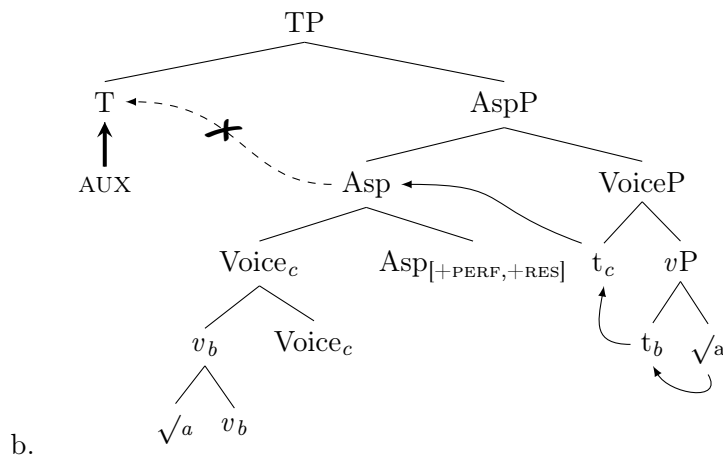 TP
T AspP
AUX Asp VoiceP
Voice_c Asp_[+PERF,+RES] t_c vP
v_b Voice_c t_b √a
√a v_b
b.